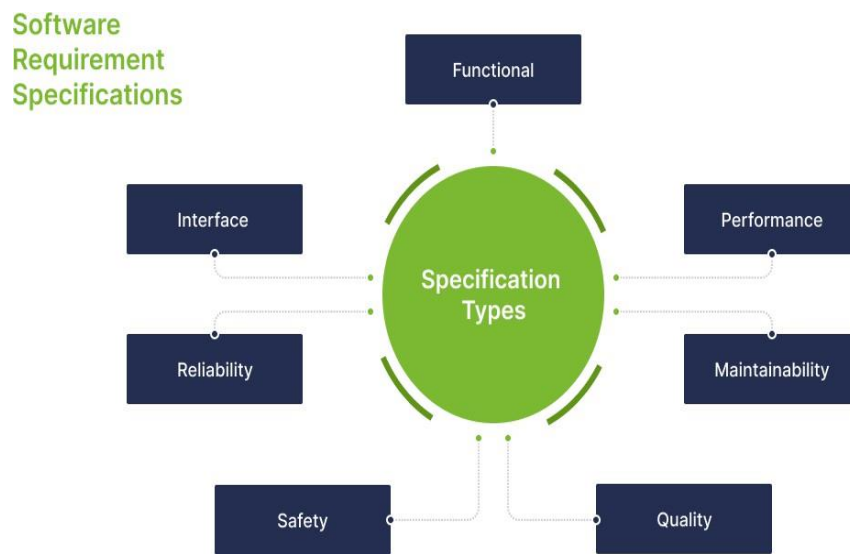 Software
Requirement
Specifications
Functional
Interface
Performance
Specification
Types
Reliability
Maintainability
Safety
Quality